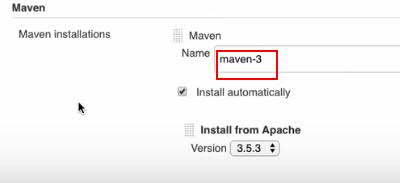 Maven
Maven installations
Maven
Name
maven-3
Install automatically
Install from Apache
Version 3.5.3